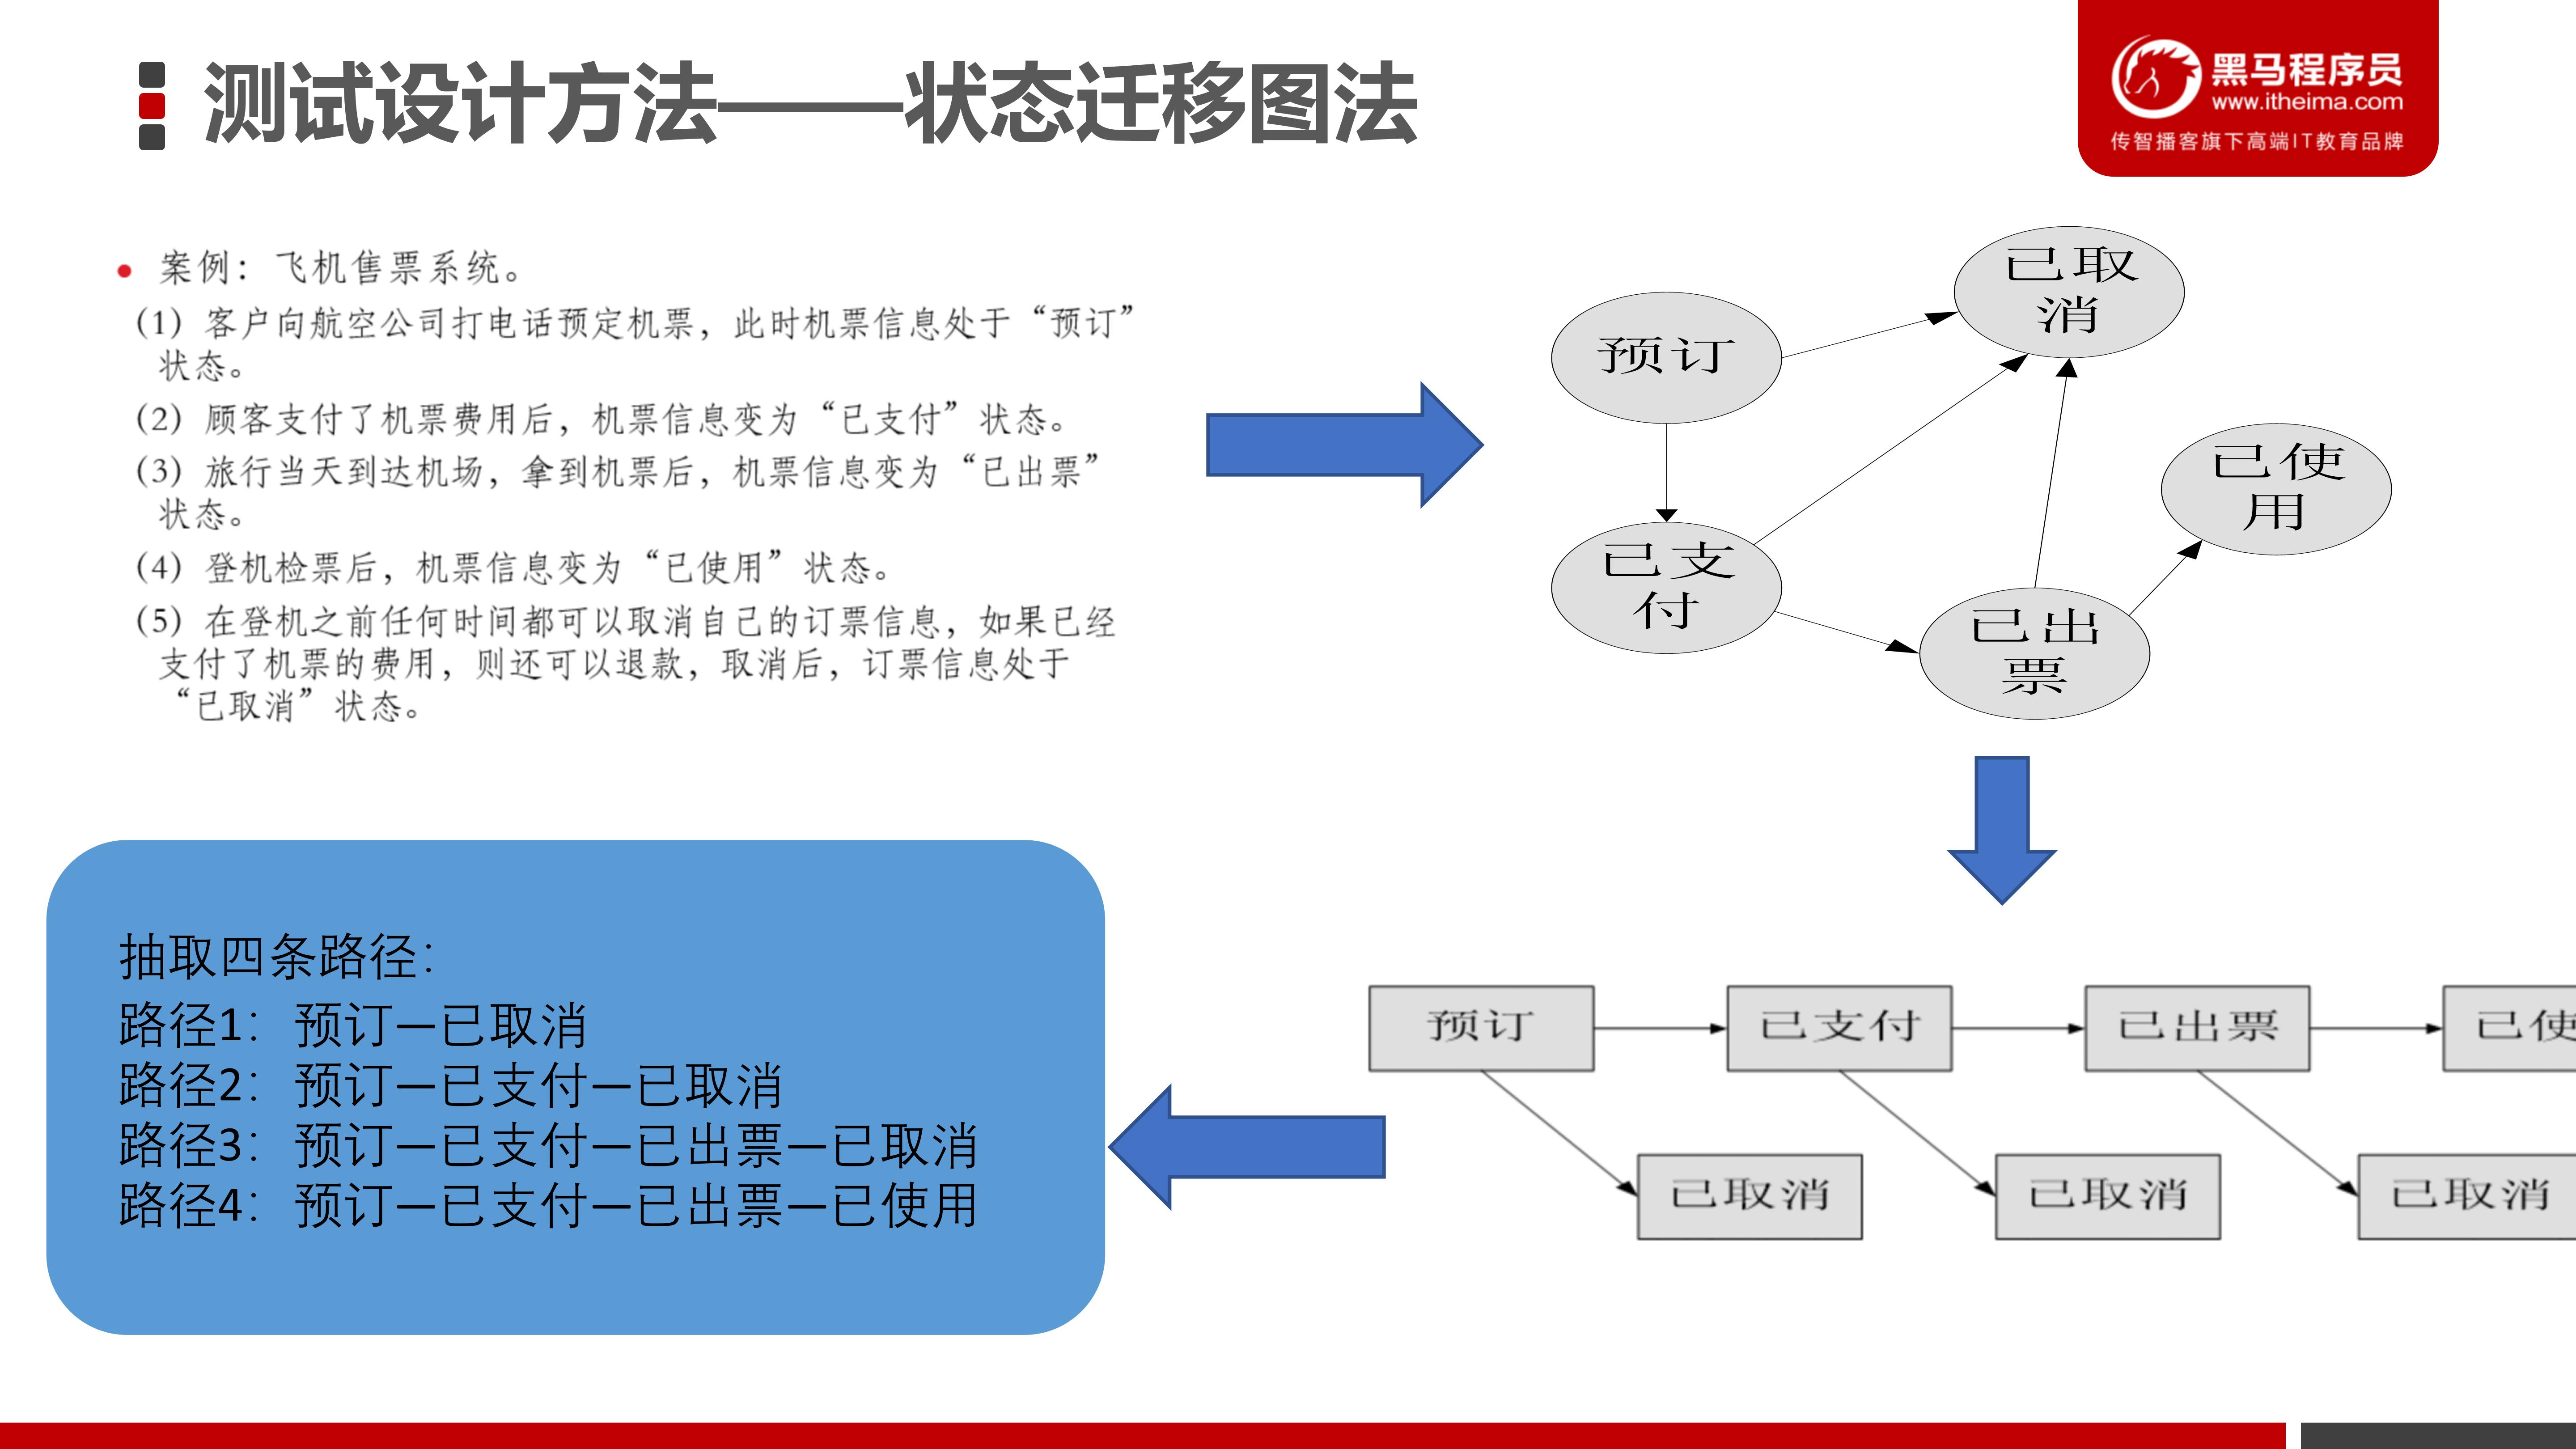 测试设计方法——状态迁移图法
黑马程序员
www.itheima.com
传智播客旗下高端IT教育品牌
案例：飞机售票系统。
（1）客户向航空公司打电话预定机票，此时机票信息处于“预订”
状态。
（2）顾客支付了机票费用后，机票信息变为“已支付”状态。
（3）旅行当天到达机场，拿到机票后，机票信息变为“已出票”
状态。
（4）登机检票后，机票信息变为“已使用”状态。
（5）在登机之前任何时间都可以取消自己的订票信息，如果已经
支付了机票的费用，则还可以退款，取消后，订票信息处于
“已取消”状态。
已取
消
预订
已使
用
已支
付
已出
票
抽取四条路径：
路径1：预订—已取消
路径2：预订—已支付—已取消
路径3：预订—已支付—已出票—已取消
路径4：预订—已支付—已出票—已使用
预订
已支付
已出票
已使
已取消
已取消
已取消